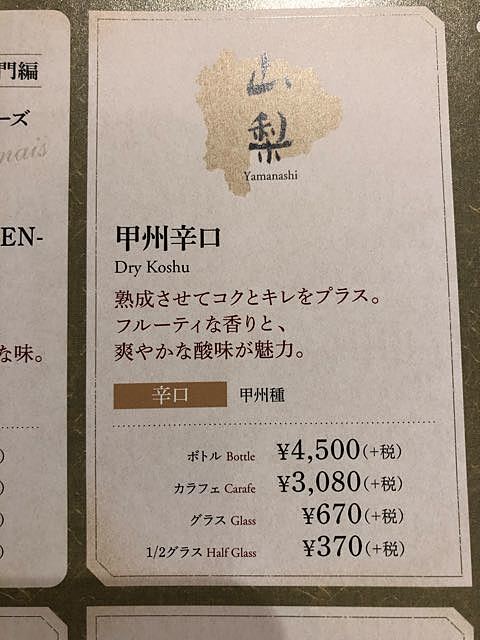 門編
ーズ
nais
EN-
な味。
山梨
Yamanashi
甲州辛口
Dry Koshu
熟成させてコクとキレをプラス。
フルーティな香りと、
爽やかな酸味が魅力。
辛口 甲州種
ボトル Bottle ¥4,500(+税)
カラフェ Carafe ¥3,080(+税)
グラス Glass ¥670(+税)
1/2グラス Half Glass ¥370(+税)